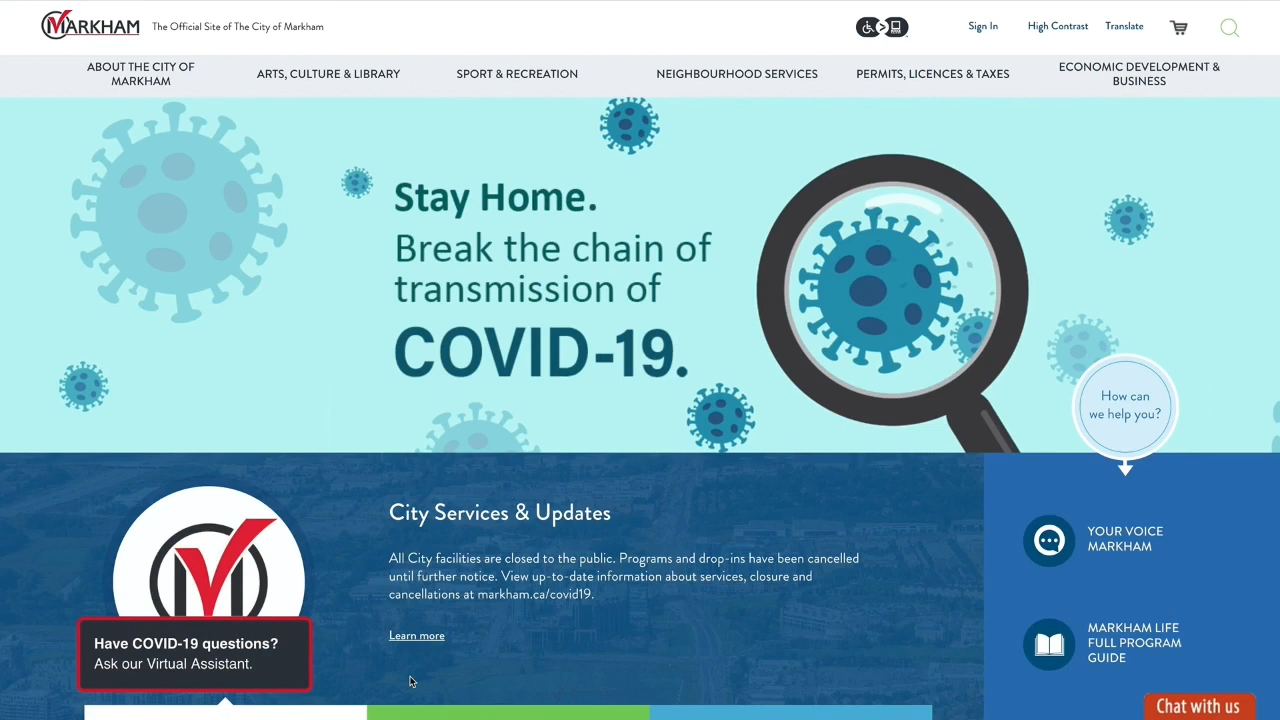 MARKHAM
The Official Site of The City of Markham
Sign In
High Contrast
Translate
ABOUT THE CITY OF
MARKHAM
ARTS, CULTURE & LIBRARY
SPORT & RECREATION
NEIGHBOURHOOD SERVICES
PERMITS, LICENCES & TAXES
ECONOMIC DEVELOPMENT &
BUSINESS
Stay Home.
Break the chain of
transmission of
COVID-19.
How can
we help you?
City Services & Updates
All City facilities are closed to the public. Programs and drop-ins have been cancelled
until further notice. View up-to-date information about services, closure and
cancellations at markham.ca/covid19.
Learn more
Have COVID-19 questions?
Ask our Virtual Assistant.
YOUR VOICE
MARKHAM
MARKHAM LIFE
FULL PROGRAM
GUIDE
Chat with us